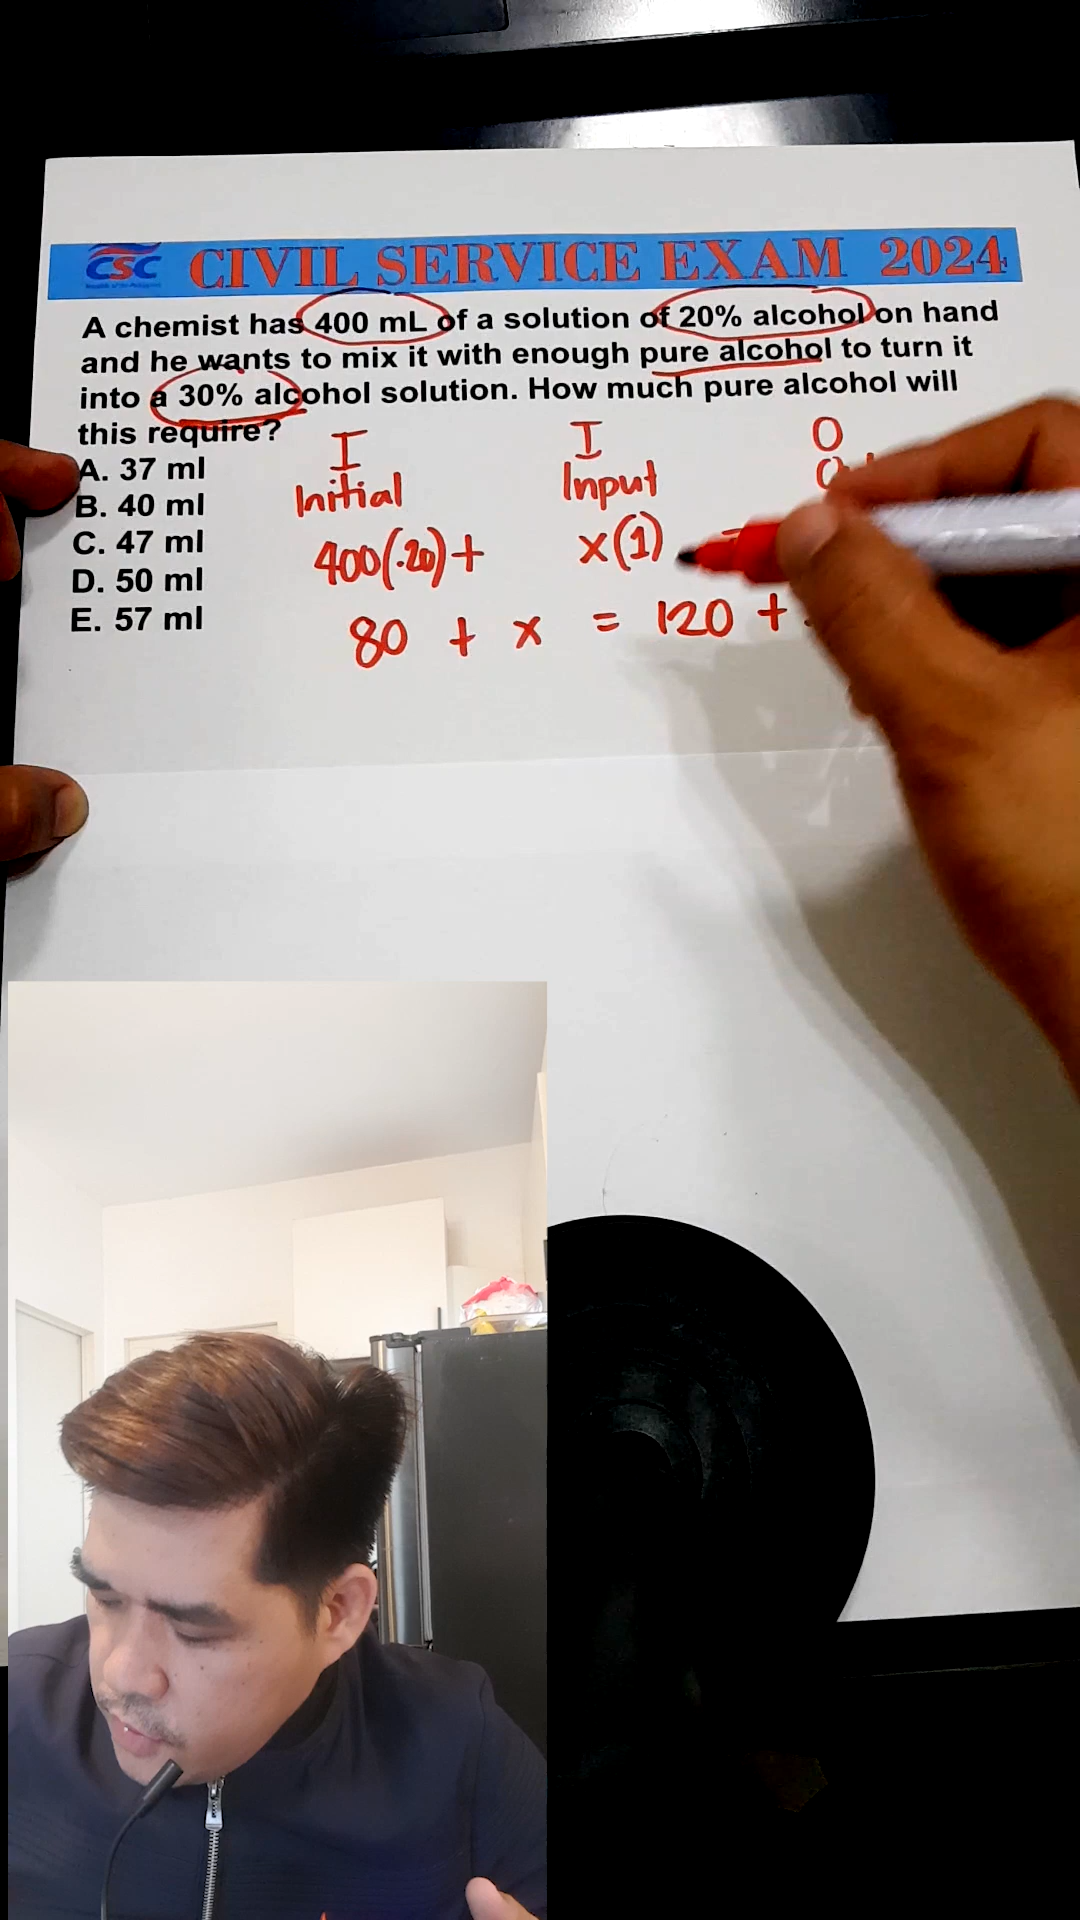 CSC CIVIL SERVICE EXAM 2024
A chemist has 400 mL of a solution of 20% alcohol on hand
and he wants to mix it with enough pure alcohol to turn it
into a 30% alcohol solution. How much pure alcohol will
this require?
A. 37 ml
B. 40 ml
C. 47 ml
D. 50 ml
E. 57 ml
I I O
Initial Input
400(.20)+ x(1)
80 + x = 120 +